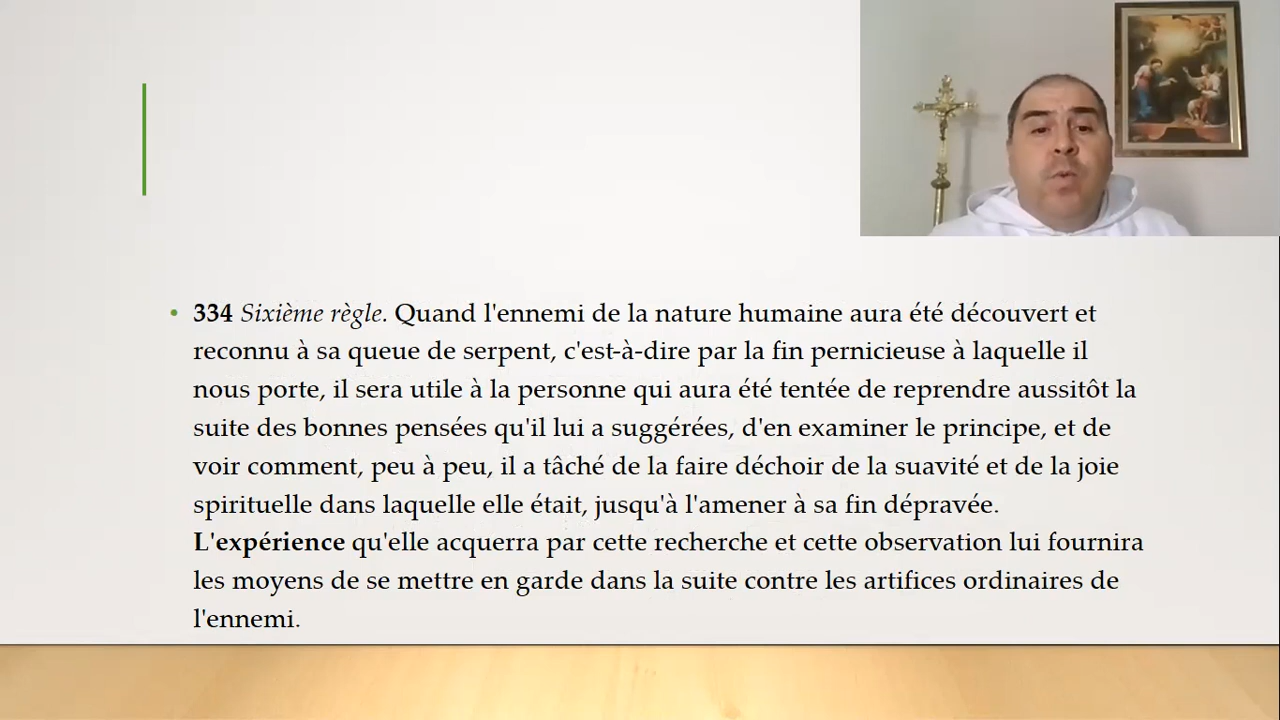 • 334 Sixième règle. Quand l'ennemi de la nature humaine aura été découvert et
reconnu à sa queue de serpent, c'est-à-dire par la fin pernicieuse à laquelle il
nous porte, il sera utile à la personne qui aura été tentée de reprendre aussitôt la
suite des bonnes pensées qu'il lui a suggérées, d'en examiner le principe, et de
voir comment, peu à peu, il a tâché de la faire déchoir de la suavité et de la joie
spirituelle dans laquelle elle était, jusqu'à l'amener à sa fin dépravée.
L'expérience qu'elle acquerra par cette recherche et cette observation lui fournira
les moyens de se mettre en garde dans la suite contre les artifices ordinaires de
l'ennemi.